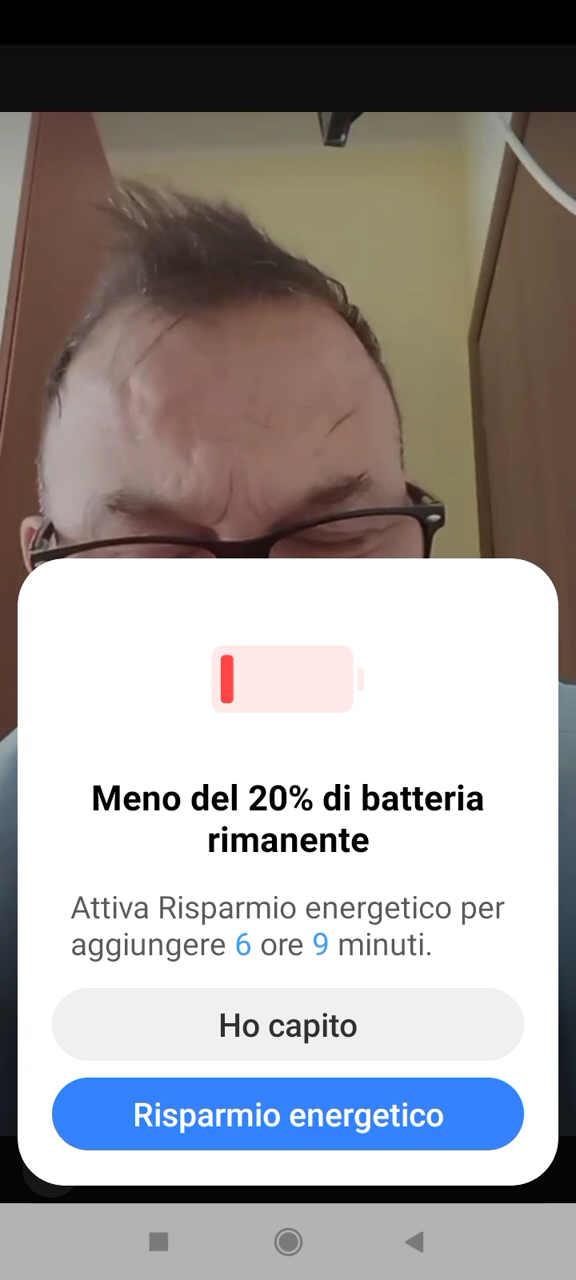 Meno del 20% di batteria
rimanente
Attiva Risparmio energetico per
aggiungere 6 ore 9 minuti.
Ho capito
Risparmio energetico